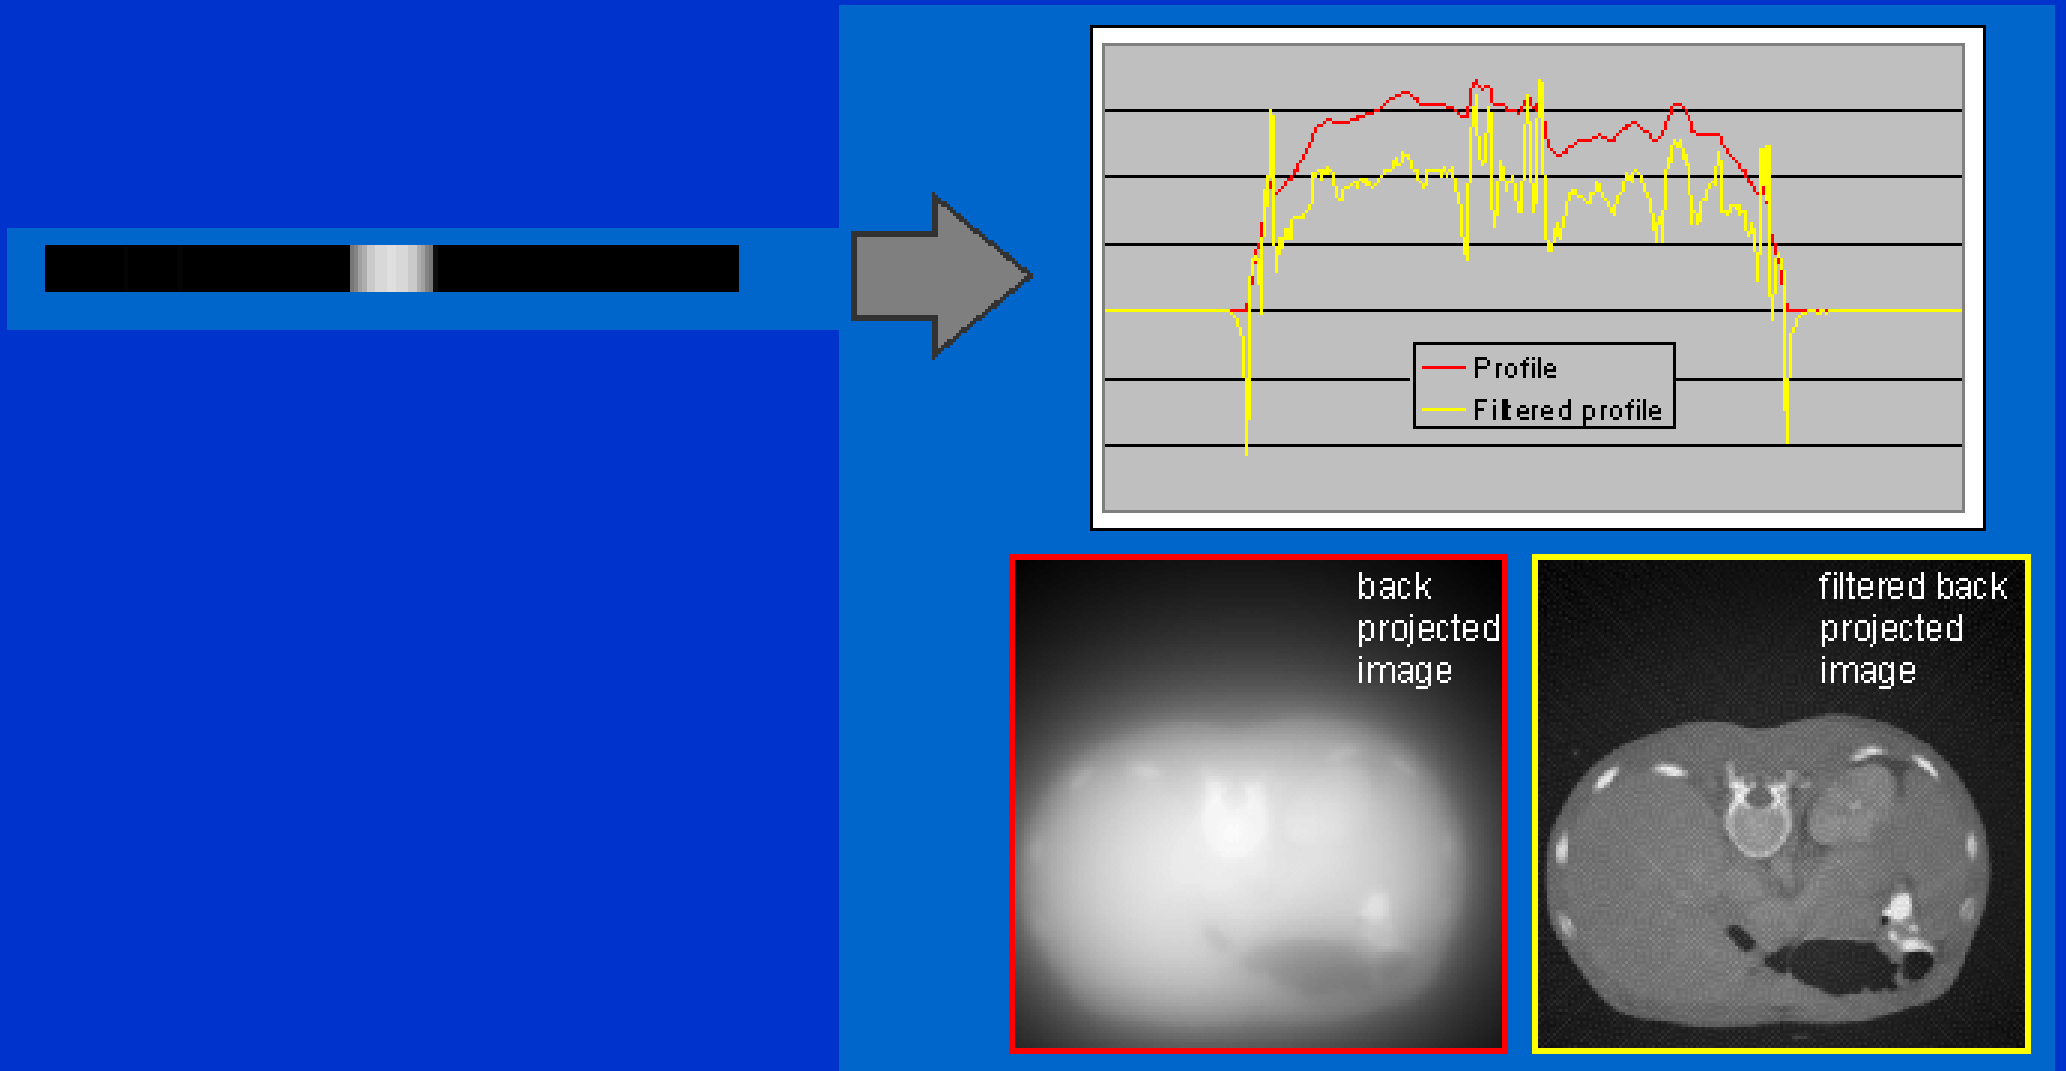 Profile
Filtered profile
back
projected
image
filtered back
projected
image